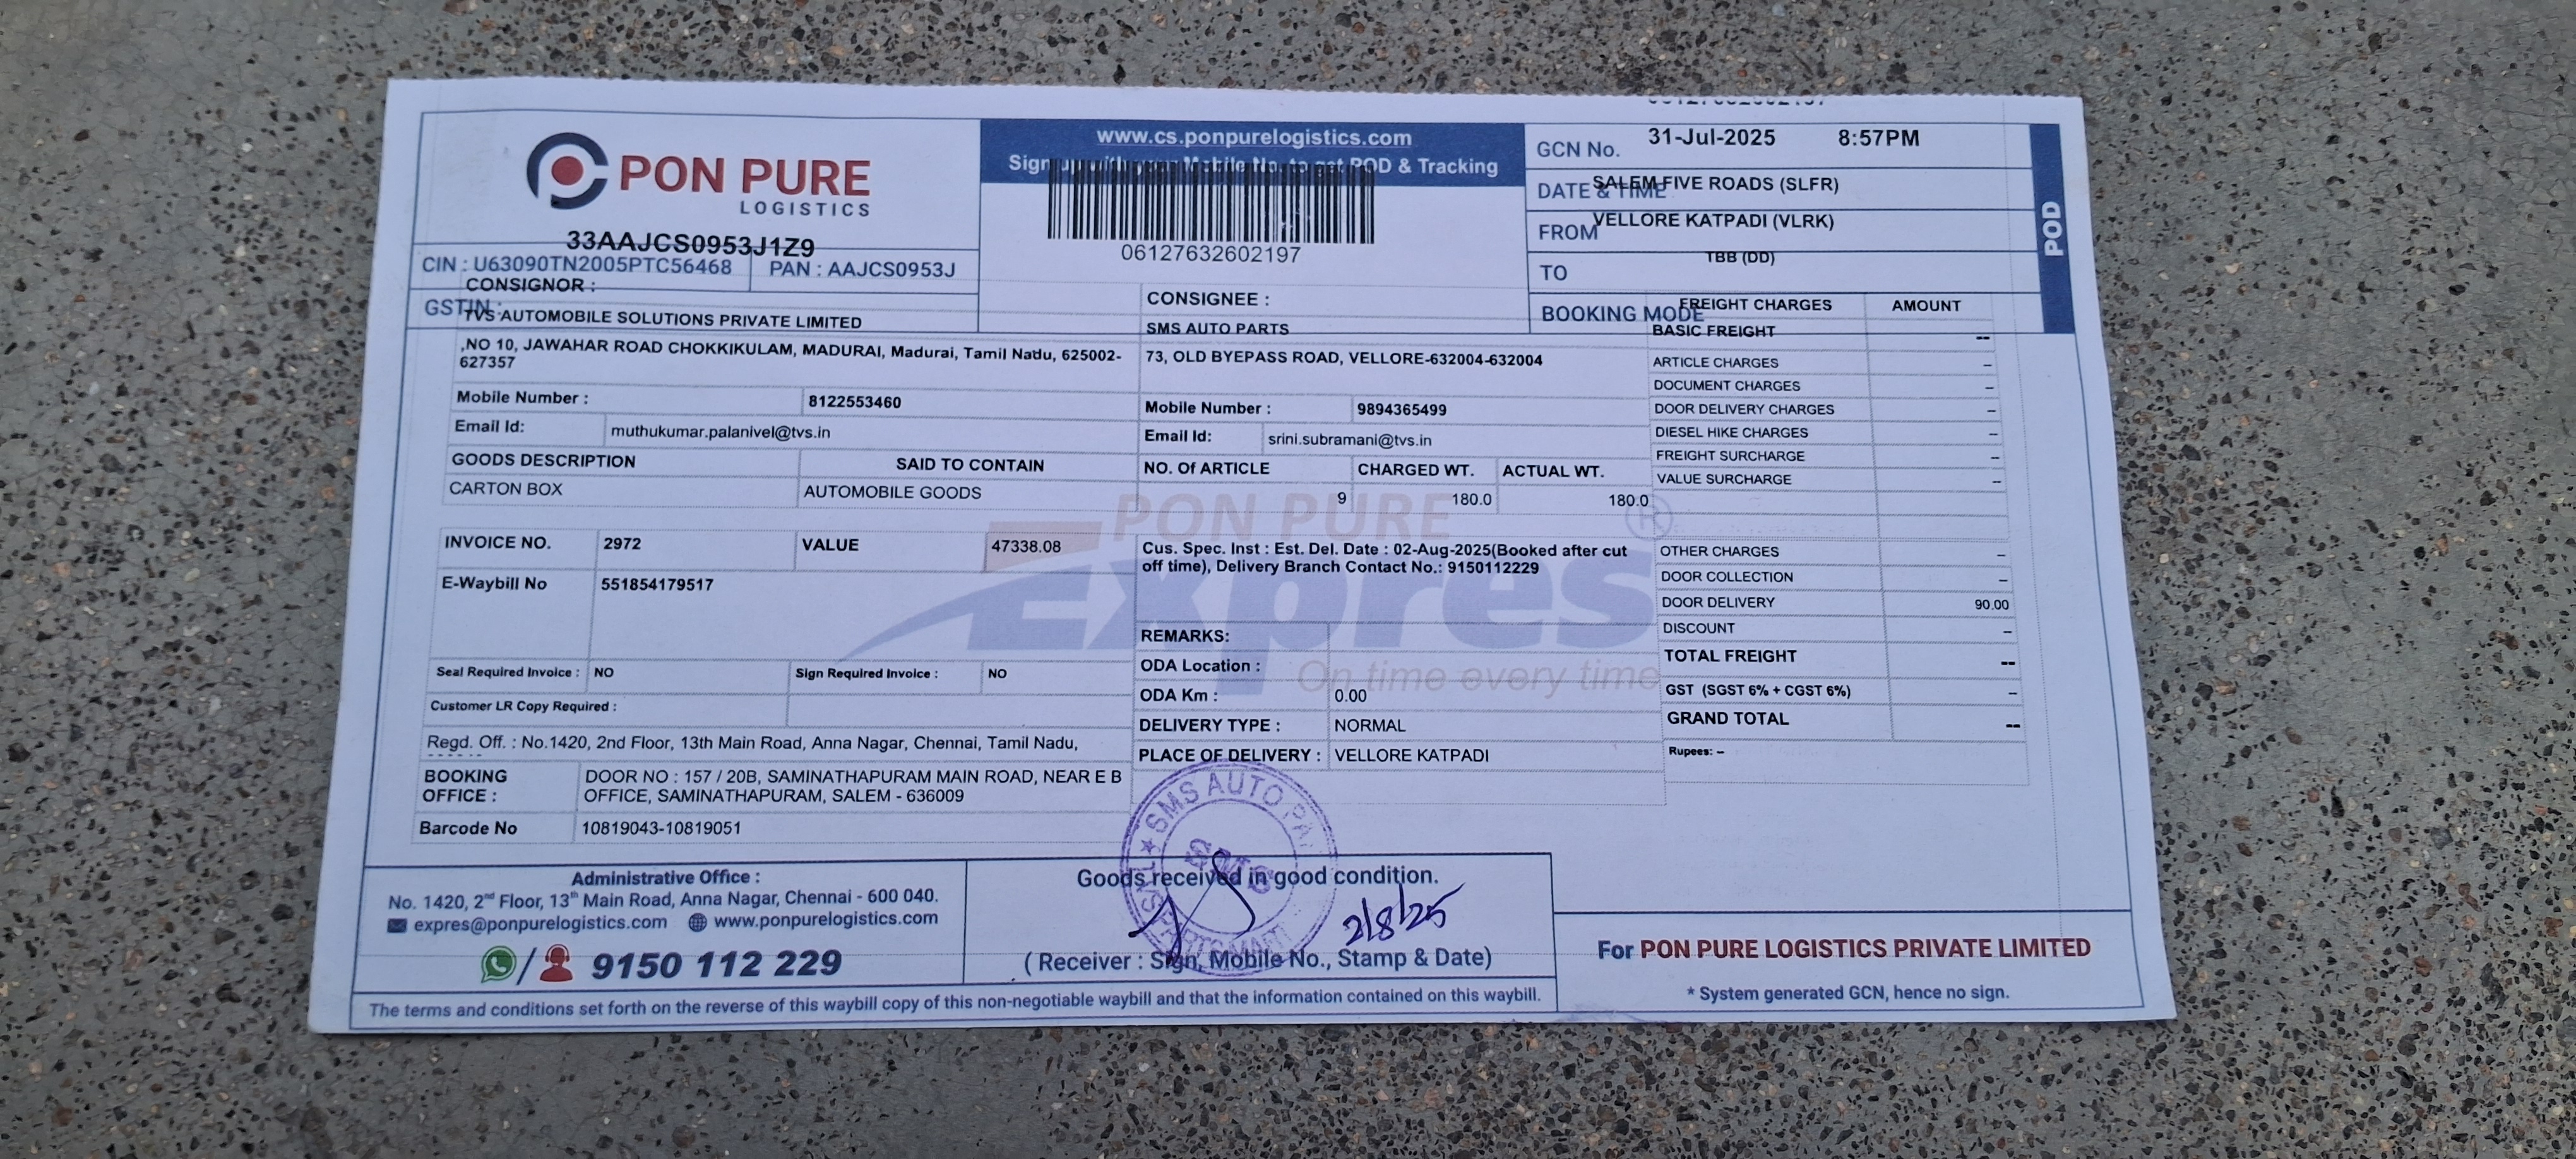 PON PURE
LOGISTICS
33AAJCS0953J1Z9
CIN : U63090TN2005PTC56468 PAN : AAJCS0953J
GSTIN :
www.cs.ponpurelogistics.com
Sign up with your Mobile No. to get POD & Tracking
06127632602197
GCN No. 31-Jul-2025 8:57PM
DATE & TIME SALEM FIVE ROADS (SLFR)
FROM VELLORE KATPADI (VLRK)
TO TBB (DD)
BOOKING MODE
POD
CONSIGNOR :
TVS AUTOMOBILE SOLUTIONS PRIVATE LIMITED
,NO 10, JAWAHAR ROAD CHOKKIKULAM, MADURAI, Madurai, Tamil Nadu, 625002-
627357
Mobile Number : 8122553460
Email Id: muthukumar.palanivel@tvs.in
CONSIGNEE :
SMS AUTO PARTS
73, OLD BYEPASS ROAD, VELLORE-632004-632004
Mobile Number : 9894365499
Email Id: srini.subramani@tvs.in
GOODS DESCRIPTION SAID TO CONTAIN NO. Of ARTICLE CHARGED WT. ACTUAL WT.
CARTON BOX AUTOMOBILE GOODS 9 180.0 180.0
INVOICE NO. 2972 VALUE 47338.08
E-Waybill No 551854179517
Seal Required Invoice : NO Sign Required Invoice : NO
Customer LR Copy Required :
Regd. Off. : No.1420, 2nd Floor, 13th Main Road, Anna Nagar, Chennai, Tamil Nadu,
BOOKING OFFICE : DOOR NO : 157 / 20B, SAMINATHAPURAM MAIN ROAD, NEAR E B
OFFICE, SAMINATHAPURAM, SALEM - 636009
Barcode No 10819043-10819051
PON PURE
Expres ®
On time every time
Cus. Spec. Inst : Est. Del. Date : 02-Aug-2025(Booked after cut
off time), Delivery Branch Contact No.: 9150112229
REMARKS:
ODA Location :
ODA Km : 0.00
DELIVERY TYPE : NORMAL
PLACE OF DELIVERY : VELLORE KATPADI
FREIGHT CHARGES AMOUNT
BASIC FREIGHT --
ARTICLE CHARGES –
DOCUMENT CHARGES –
DOOR DELIVERY CHARGES –
DIESEL HIKE CHARGES –
FREIGHT SURCHARGE –
VALUE SURCHARGE –
OTHER CHARGES –
DOOR COLLECTION –
DOOR DELIVERY 90.00
DISCOUNT –
TOTAL FREIGHT --
GST (SGST 6% + CGST 6%) –
GRAND TOTAL --
Rupees: –
SMS AUTO
SMS
Administrative Office :
No. 1420, 2nd Floor, 13th Main Road, Anna Nagar, Chennai - 600 040.
expres@ponpurelogistics.com www.ponpurelogistics.com
/ 9150 112 229
Goods received in good condition.
2/8/25
( Receiver : Sign, Mobile No., Stamp & Date)
The terms and conditions set forth on the reverse of this waybill copy of this non-negotiable waybill and that the information contained on this waybill.
For PON PURE LOGISTICS PRIVATE LIMITED
* System generated GCN, hence no sign.